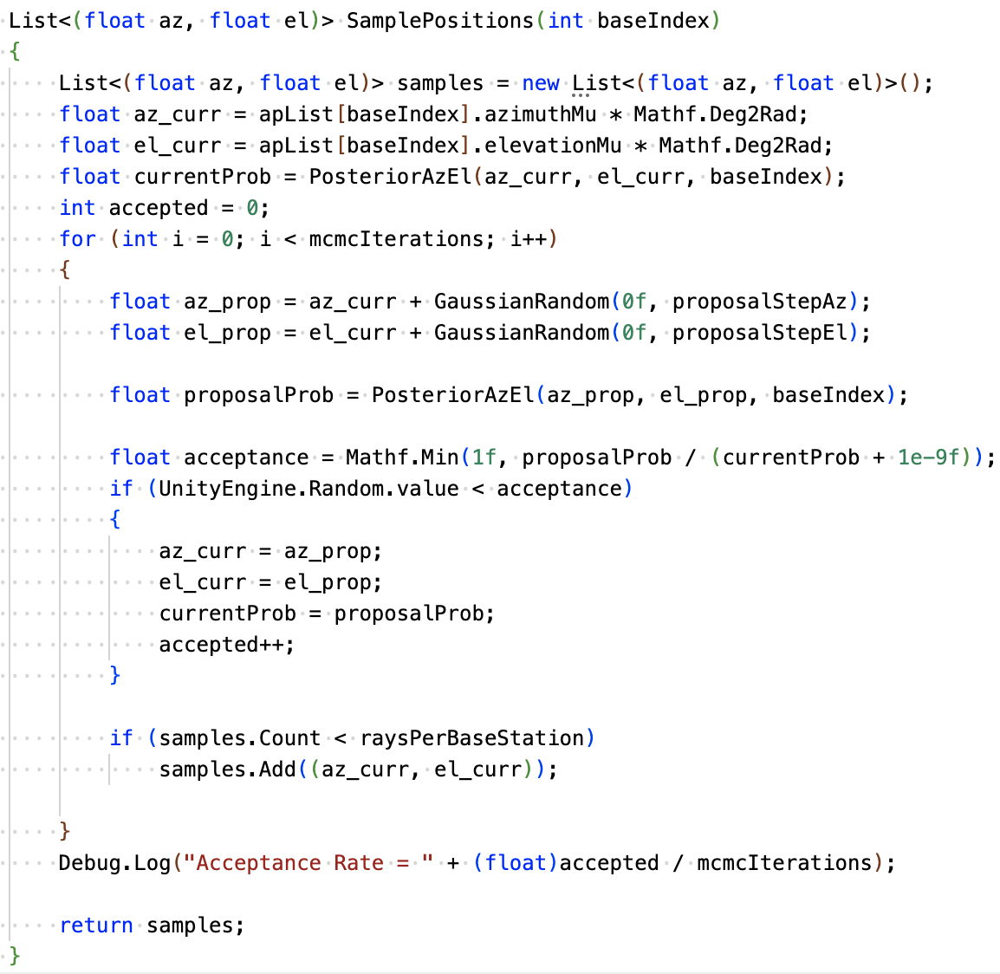 List<(float az, float el)> SamplePositions(int baseIndex)
{
    List<(float az, float el)> samples = new List<(float az, float el)>();
    float az_curr = apList[baseIndex].azimuthMu * Mathf.Deg2Rad;
    float el_curr = apList[baseIndex].elevationMu * Mathf.Deg2Rad;
    float currentProb = PosteriorAzEl(az_curr, el_curr, baseIndex);
    int accepted = 0;
    for (int i = 0; i < mcmcIterations; i++)
    {
        float az_prop = az_curr + GaussianRandom(0f, proposalStepAz);
        float el_prop = el_curr + GaussianRandom(0f, proposalStepEl);

        float proposalProb = PosteriorAzEl(az_prop, el_prop, baseIndex);

        float acceptance = Mathf.Min(1f, proposalProb / (currentProb + 1e-9f));
        if (UnityEngine.Random.value < acceptance)
        {
            az_curr = az_prop;
            el_curr = el_prop;
            currentProb = proposalProb;
            accepted++;
        }

        if (samples.Count < raysPerBaseStation)
            samples.Add((az_curr, el_curr));

    }
    Debug.Log("Acceptance Rate = " + (float)accepted / mcmcIterations);

    return samples;
}